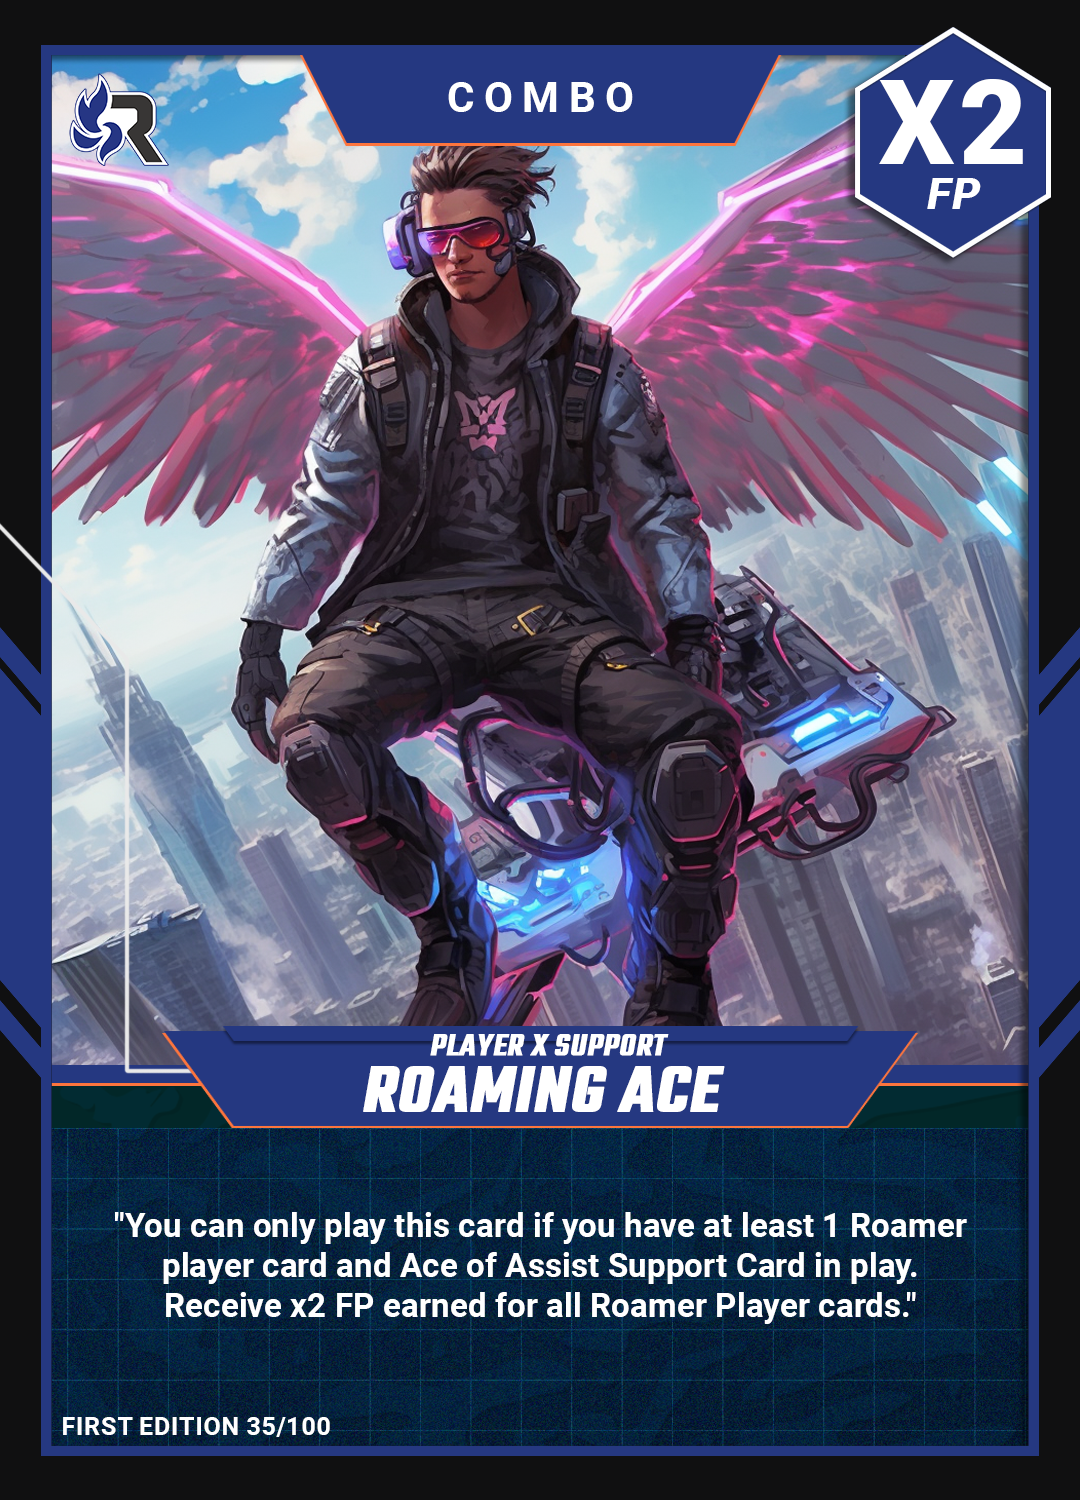 COMBO
X2
FP
R
PLAYER X SUPPORT
ROAMING ACE
"You can only play this card if you have at least 1 Roamer
player card and Ace of Assist Support Card in play.
Receive x2 FP earned for all Roamer Player cards."
FIRST EDITION 35/100